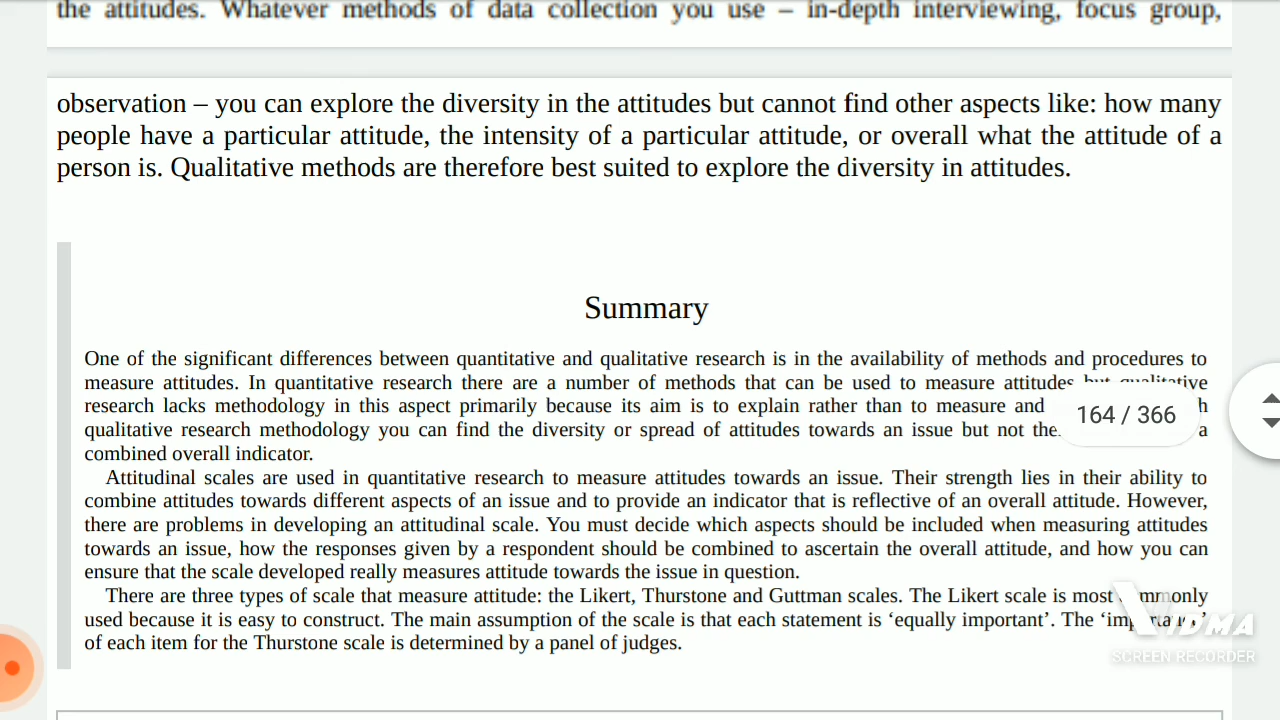 the attitudes. Whatever methods of data collection you use – in-depth interviewing, focus group,
observation – you can explore the diversity in the attitudes but cannot find other aspects like: how many
people have a particular attitude, the intensity of a particular attitude, or overall what the attitude of a
person is. Qualitative methods are therefore best suited to explore the diversity in attitudes.
Summary
One of the significant differences between quantitative and qualitative research is in the availability of methods and procedures to
measure attitudes. In quantitative research there are a number of methods that can be used to measure attitudes but qualitative
research lacks methodology in this aspect primarily because its aim is to explain rather than to measure and
164 / 366
qualitative research methodology you can find the diversity or spread of attitudes towards an issue but not a
combined overall indicator.
Attitudinal scales are used in quantitative research to measure attitudes towards an issue. Their strength lies in their ability to
combine attitudes towards different aspects of an issue and to provide an indicator that is reflective of an overall attitude. However,
there are problems in developing an attitudinal scale. You must decide which aspects should be included when measuring attitudes
towards an issue, how the responses given by a respondent should be combined to ascertain the overall attitude, and how you can
ensure that the scale developed really measures attitude towards the issue in question.
There are three types of scale that measure attitude: the Likert, Thurstone and Guttman scales. The Likert scale is most commonly
used because it is easy to construct. The main assumption of the scale is that each statement is ‘equally important’. The ‘importance’
of each item for the Thurstone scale is determined by a panel of judges.
VIDMA
SCREEN RECORDER